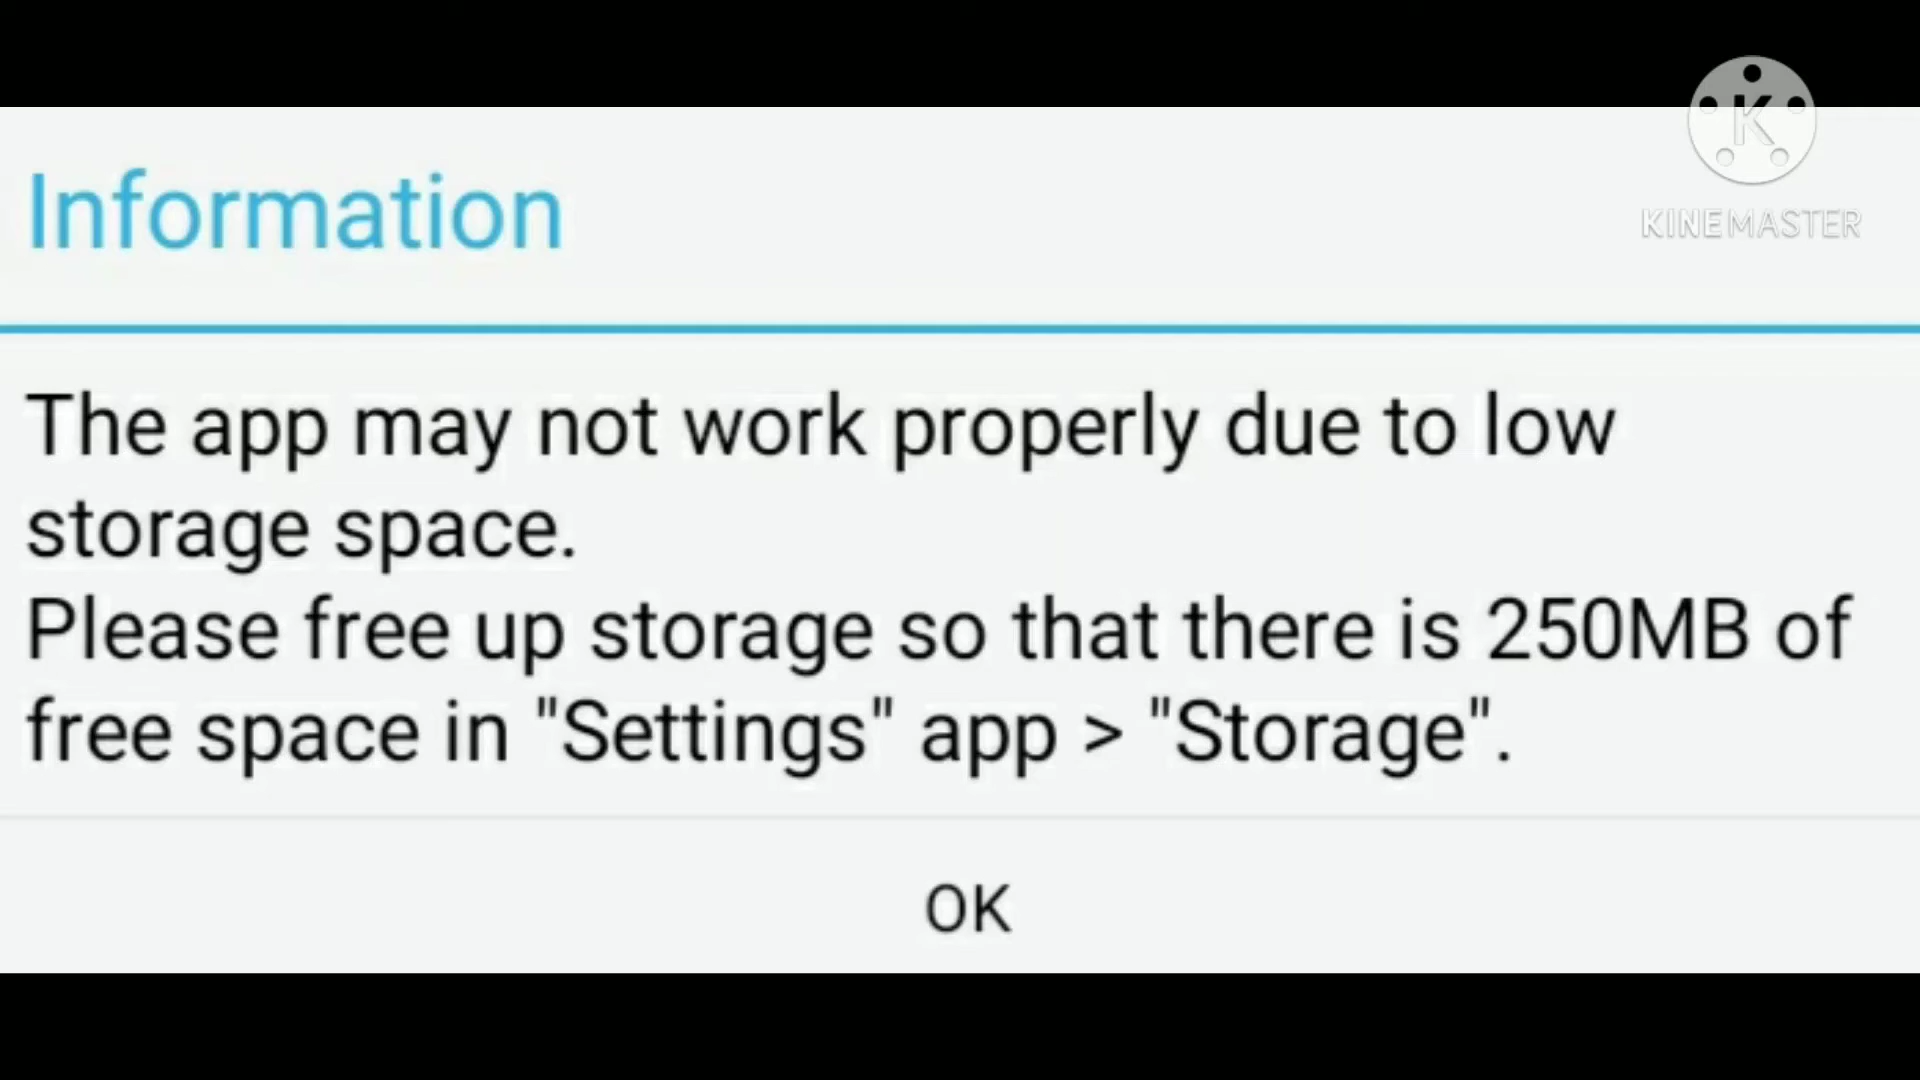 K
KINEMASTER
Information
The app may not work properly due to low
storage space.
Please free up storage so that there is 250MB of
free space in "Settings" app > "Storage".
OK